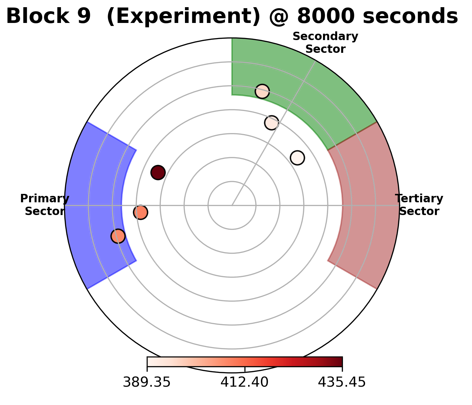 Block 9  (Experiment) @ 8000 seconds
Secondary
Sector
Primary
Sector
Tertiary
Sector
389.35
412.40
435.45